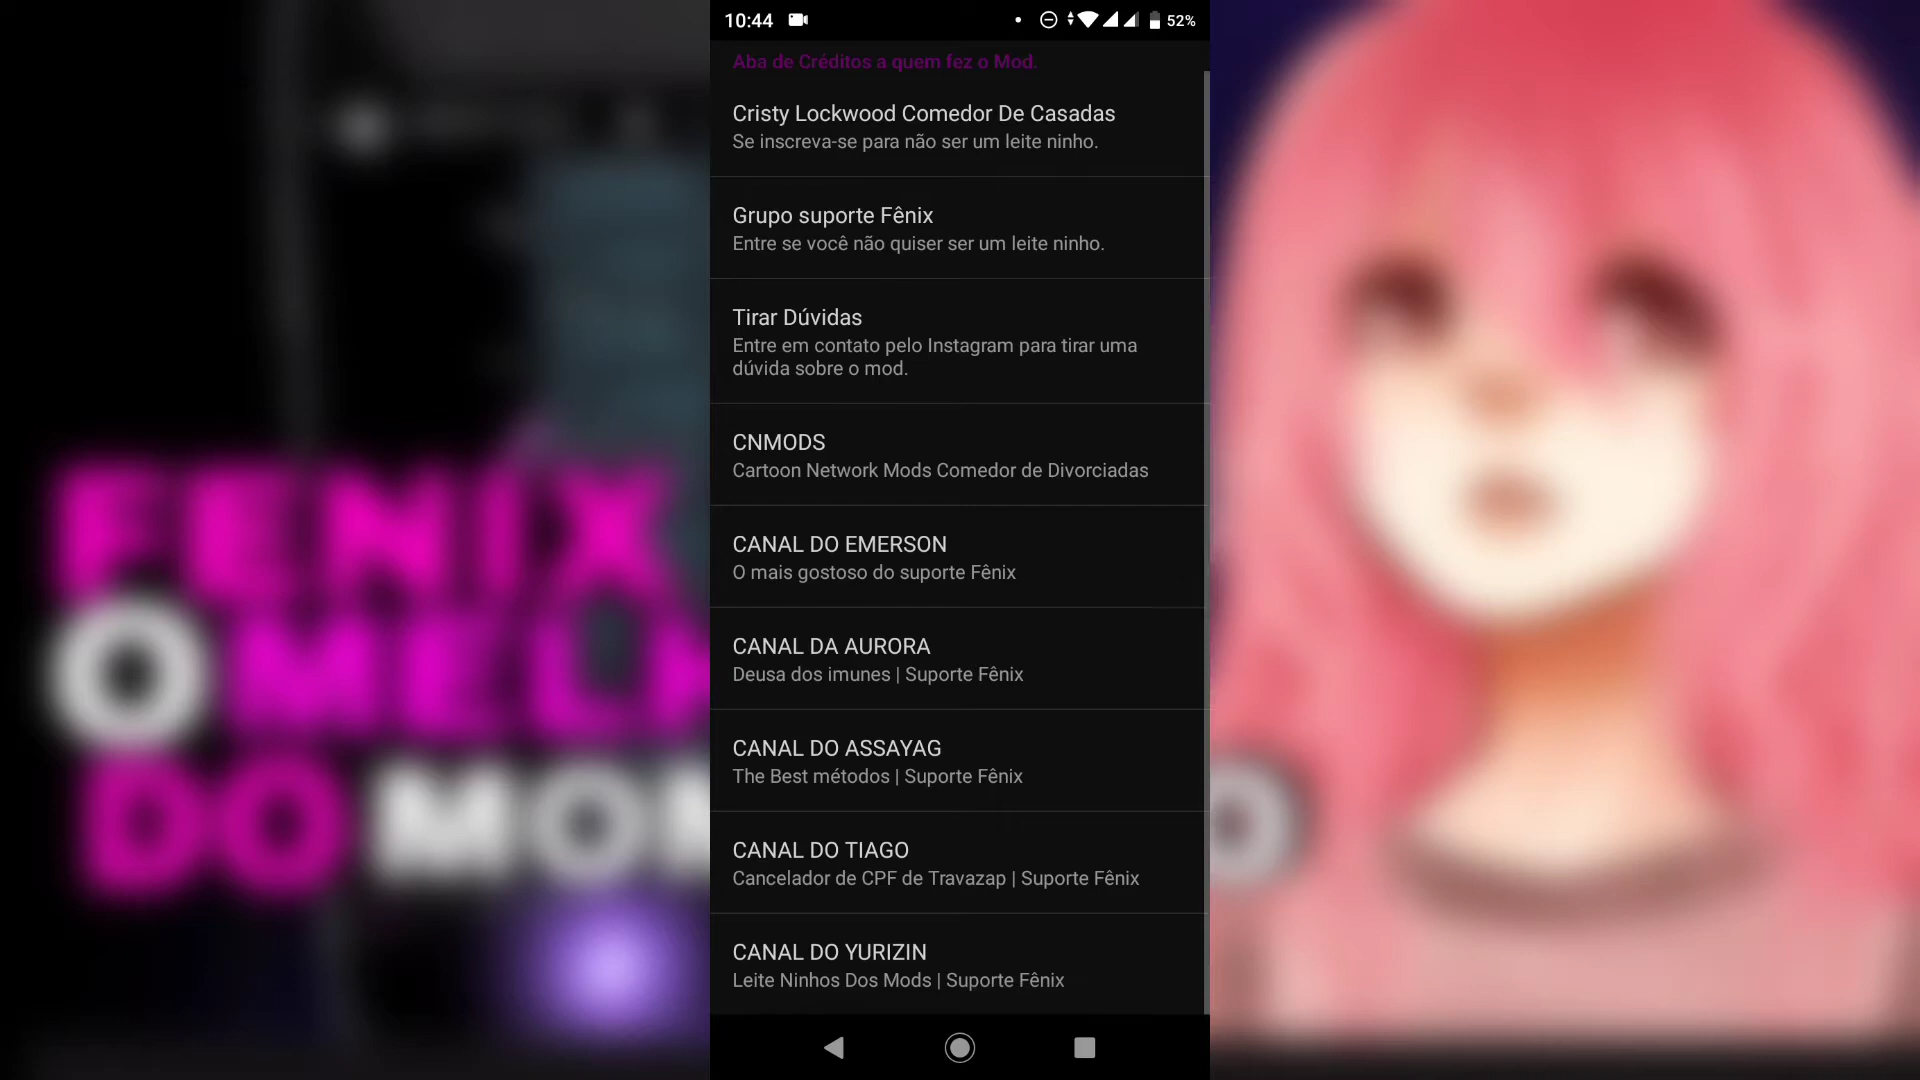 10:44
52%
Aba de Créditos a quem fez o Mod.
Cristy Lockwood Comedor De Casadas
Se inscreva-se para não ser um leite ninho.
Grupo suporte Fênix
Entre se você não quiser ser um leite ninho.
Tirar Dúvidas
Entre em contato pelo Instagram para tirar uma
dúvida sobre o mod.
CNMODS
Cartoon Network Mods Comedor de Divorciadas
CANAL DO EMERSON
O mais gostoso do suporte Fênix
CANAL DA AURORA
Deusa dos imunes | Suporte Fênix
CANAL DO ASSAYAG
The Best métodos | Suporte Fênix
CANAL DO TIAGO
Cancelador de CPF de Travazap | Suporte Fênix
CANAL DO YURIZIN
Leite Ninhos Dos Mods | Suporte Fênix
FENIX
O
DO